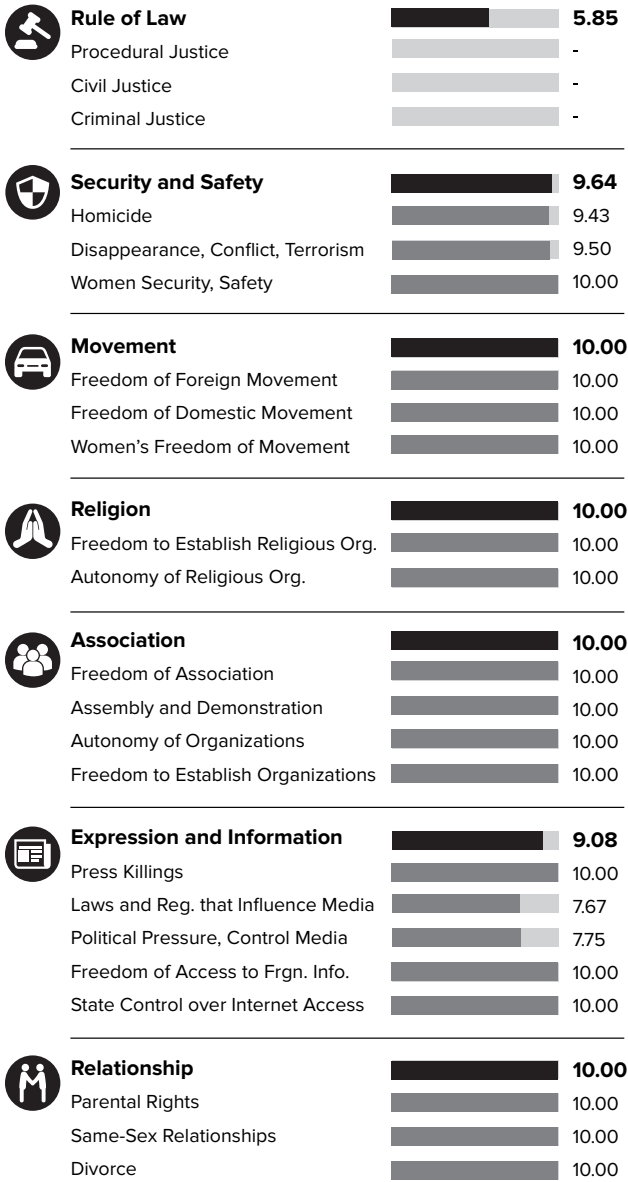 Rule of Law 5.85
Procedural Justice -
Civil Justice -
Criminal Justice -
Security and Safety 9.64
Homicide 9.43
Disappearance, Conflict, Terrorism 9.50
Women Security, Safety 10.00
Movement 10.00
Freedom of Foreign Movement 10.00
Freedom of Domestic Movement 10.00
Women’s Freedom of Movement 10.00
Religion 10.00
Freedom to Establish Religious Org. 10.00
Autonomy of Religious Org. 10.00
Association 10.00
Freedom of Association 10.00
Assembly and Demonstration 10.00
Autonomy of Organizations 10.00
Freedom to Establish Organizations 10.00
Expression and Information 9.08
Press Killings 10.00
Laws and Reg. that Influence Media 7.67
Political Pressure, Control Media 7.75
Freedom of Access to Frgn. Info. 10.00
State Control over Internet Access 10.00
Relationship 10.00
Parental Rights 10.00
Same-Sex Relationships 10.00
Divorce 10.00